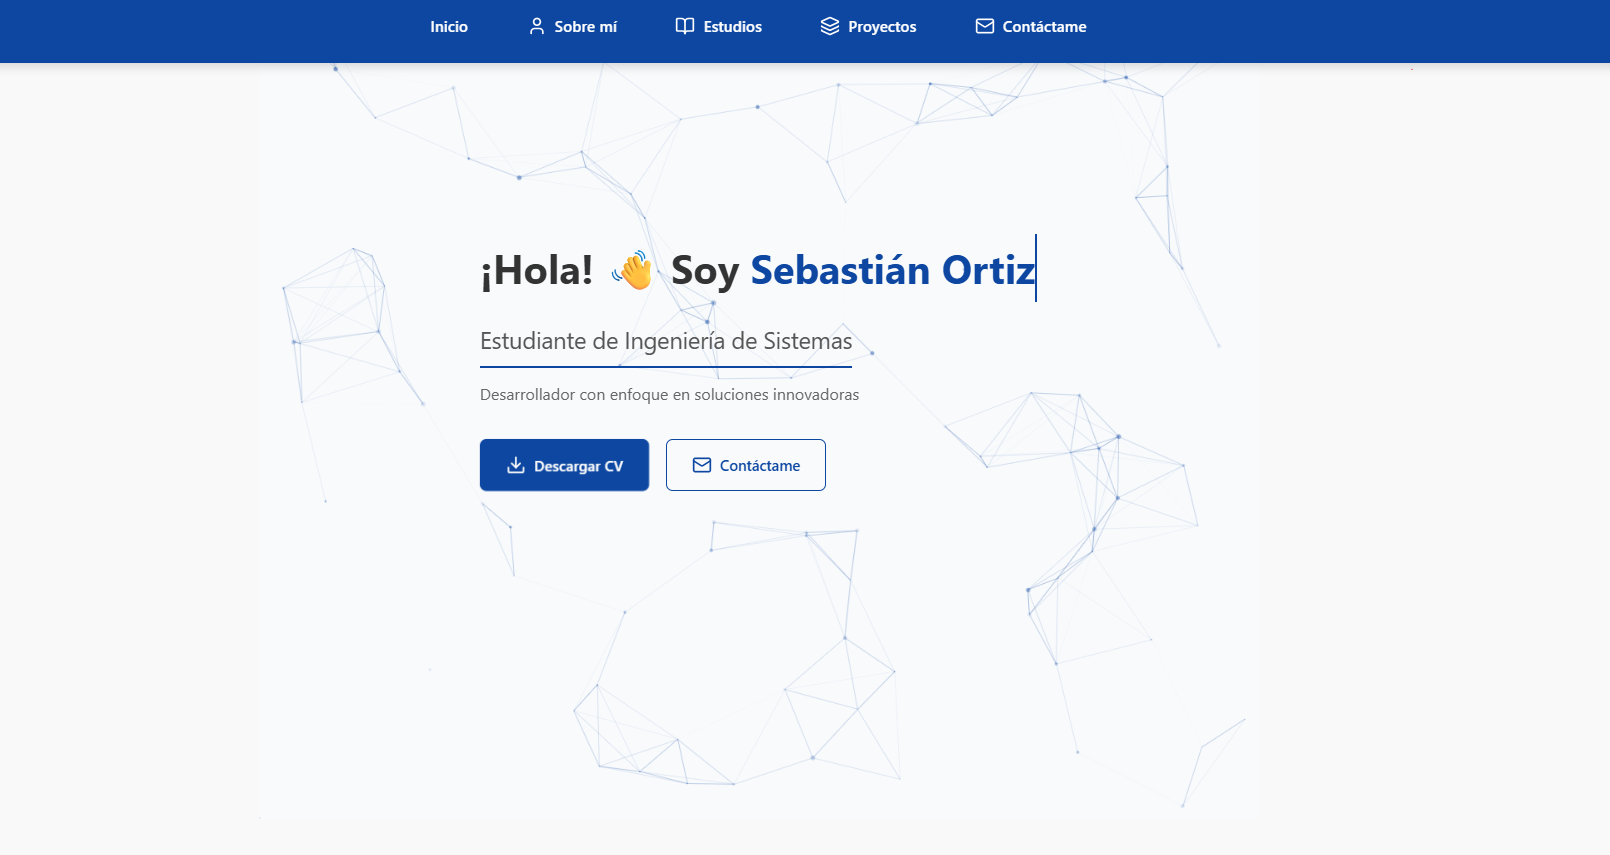 Inicio Sobre mí Estudios Proyectos Contáctame
¡Hola! 👋 Soy Sebastián Ortiz
Estudiante de Ingeniería de Sistemas
Desarrollador con enfoque en soluciones innovadoras
Descargar CV Contáctame